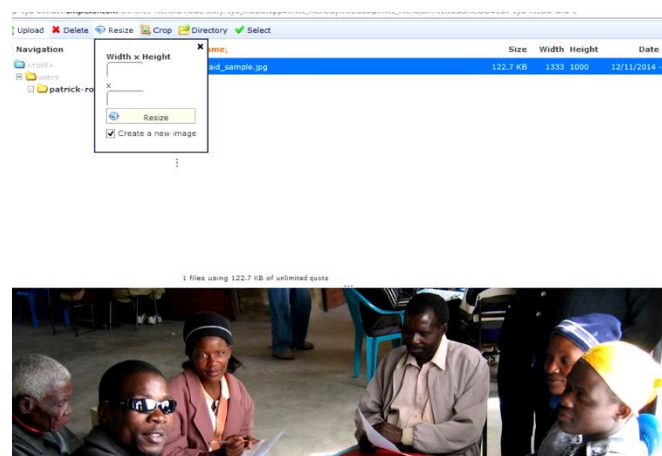 Upload Delete Resize Crop Directory Select
Navigation
Size Width Height Date
<root>
users
patrick-ro
Width x Height
x
Resize
Create a new image
aid_sample.jpg 122.7 KB 1333 1000 12/11/2014 -
1 files using 122.7 KB of unlimited quota